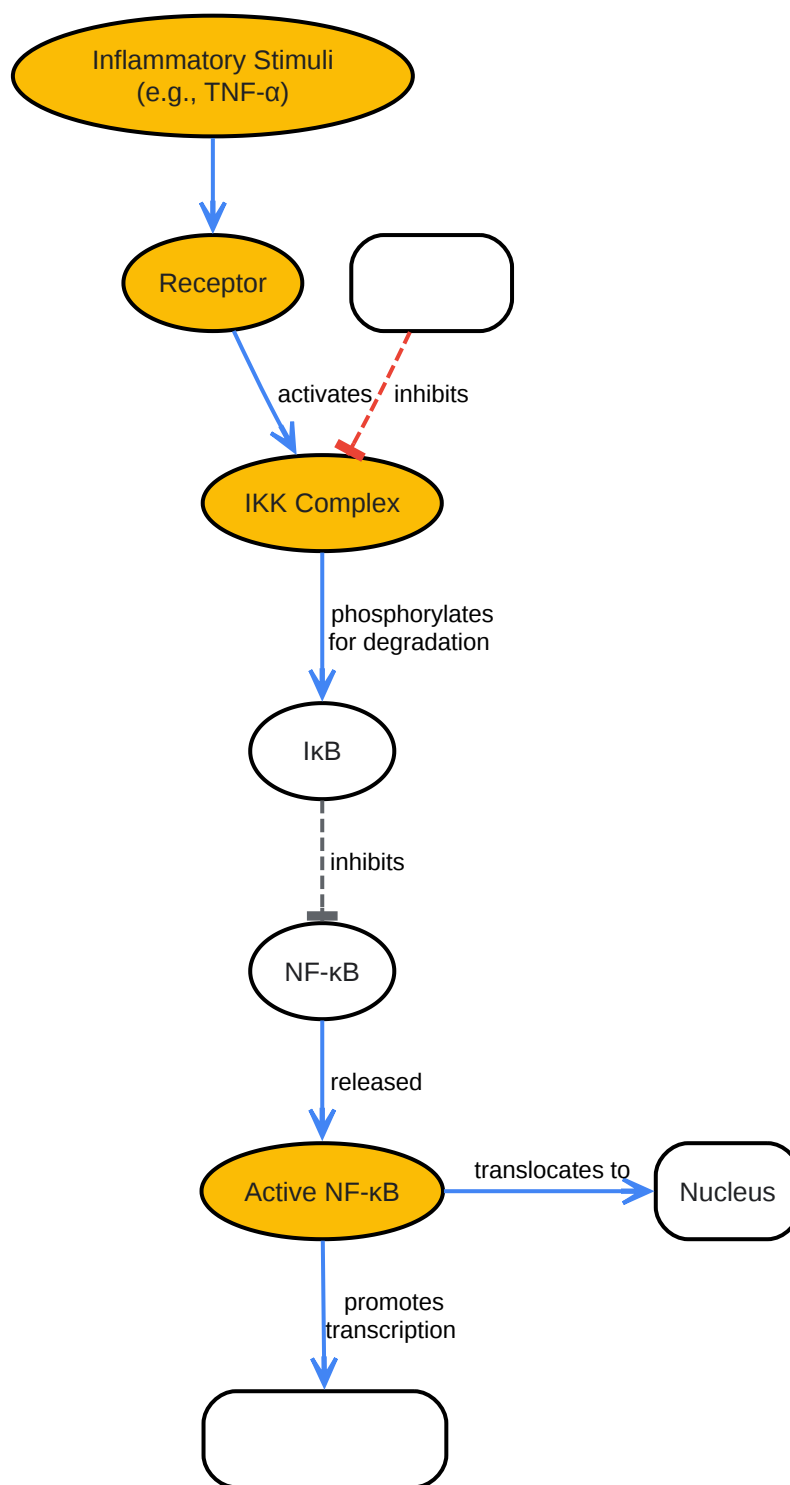 Inflammatory Stimuli
(e.g., TNF-α)
Receptor
activates
inhibits
IKK Complex
phosphorylates
for degradation
IκB
inhibits
NF-κB
released
Active NF-κB
translocates to
Nucleus
promotes
transcription